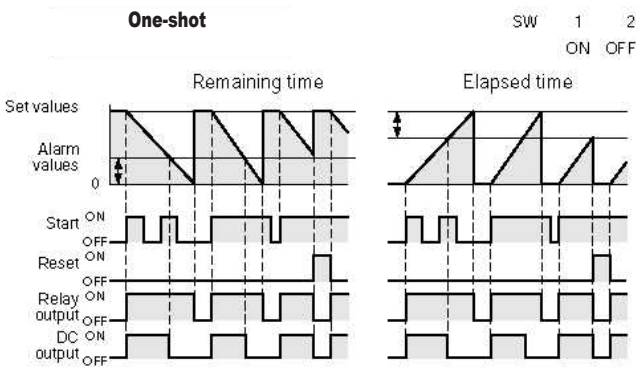 One-shot SW 1 2
ON OFF
Remaining time Elapsed time
Set values
Alarm
values
0
Start ON
OFF
Reset ON
OFF
Relay ON
output OFF
DC ON
output OFF